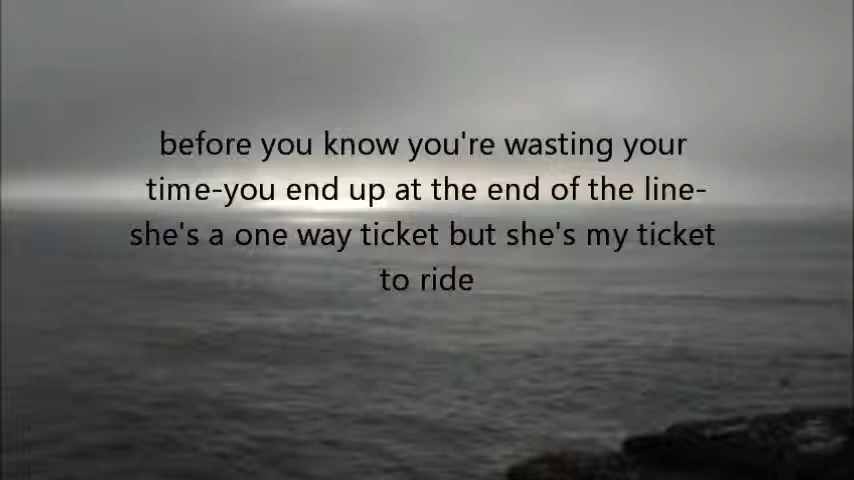 before you know you're wasting your
time-you end up at the end of the line-
she's a one way ticket but she's my ticket
to ride